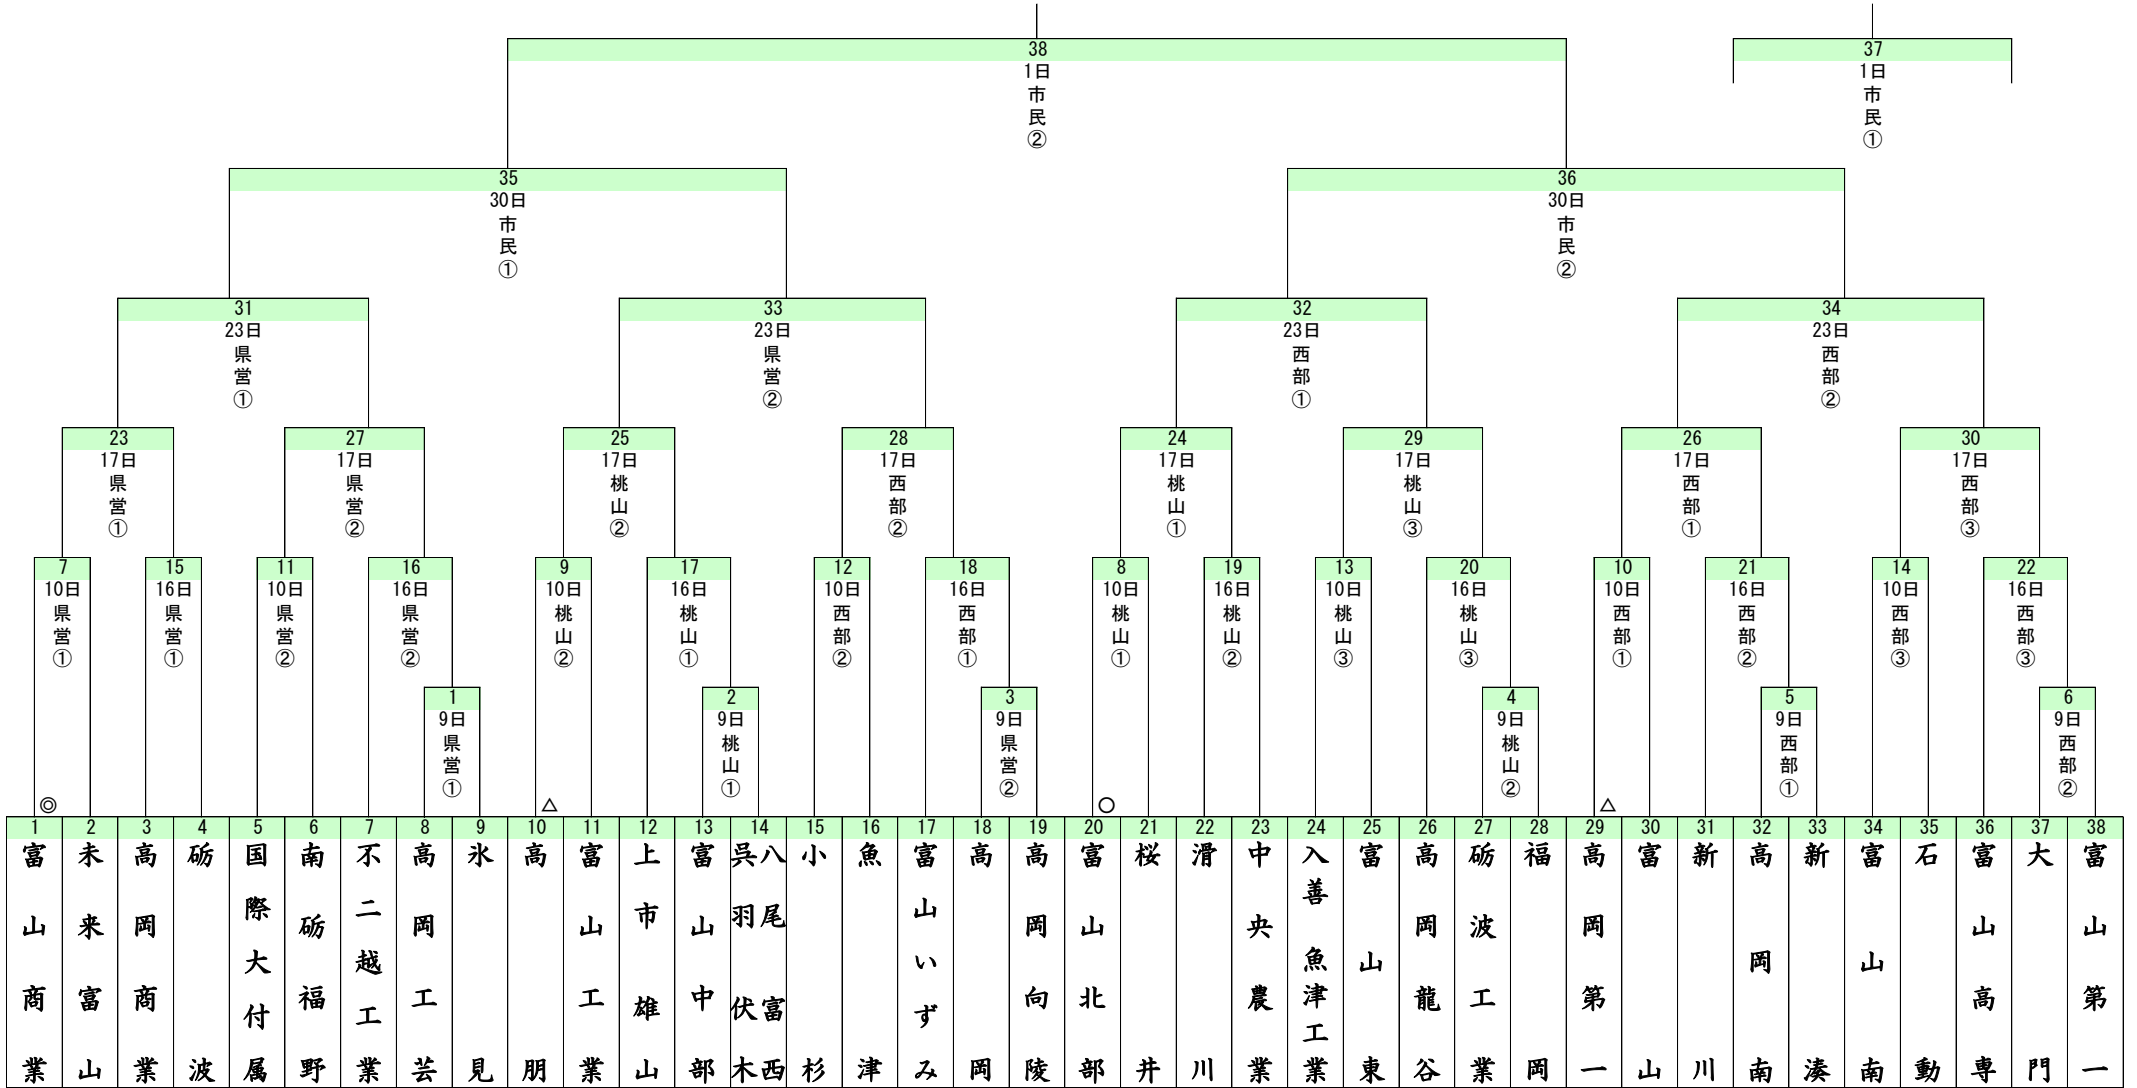 38 37
1日市民② 1日市民①
35 36
30日市民① 30日市民②
31 33 32 34
23日県営① 23日県営② 23日西部① 23日西部②
23 27 25 28 24 29 26 30
17日県営① 17日県営② 17日桃山② 17日西部② 17日桃山① 17日桃山③ 17日西部① 17日西部③
7 15 11 16 9 17 12 18 8 19 13 20 10 21 14 22
10日県営① 16日県営① 10日県営② 16日県営② 10日桃山② 16日桃山① 10日西部② 16日西部① 10日桃山① 16日桃山② 10日桃山③ 16日桃山③ 10日西部① 16日西部② 10日西部③ 16日西部③
1 2 3 4 5 6
9日県営① 9日桃山① 9日県営② 9日桃山② 9日西部① 9日西部②
◎ △ ○ △
1 富山商業
2 未来富山
3 高岡商業
4 砺波
5 国際大付属
6 南砺福野
7 不二越工業
8 高岡工芸
9 氷見
10 高朋
11 富山工業
12 上市雄山
13 富山中部
14 八尾富西呉羽伏木
15 小杉
16 魚津
17 富山いずみ
18 高岡
19 高岡向陵
20 富山北部
21 桜井
22 滑川
23 中央農業
24 入善魚津工業
25 富山東
26 高岡龍谷
27 砺波工業
28 福岡
29 高岡第一
30 富山
31 新川
32 高岡南
33 新湊
34 富山南
35 石動
36 富山高専
37 大門
38 富山第一